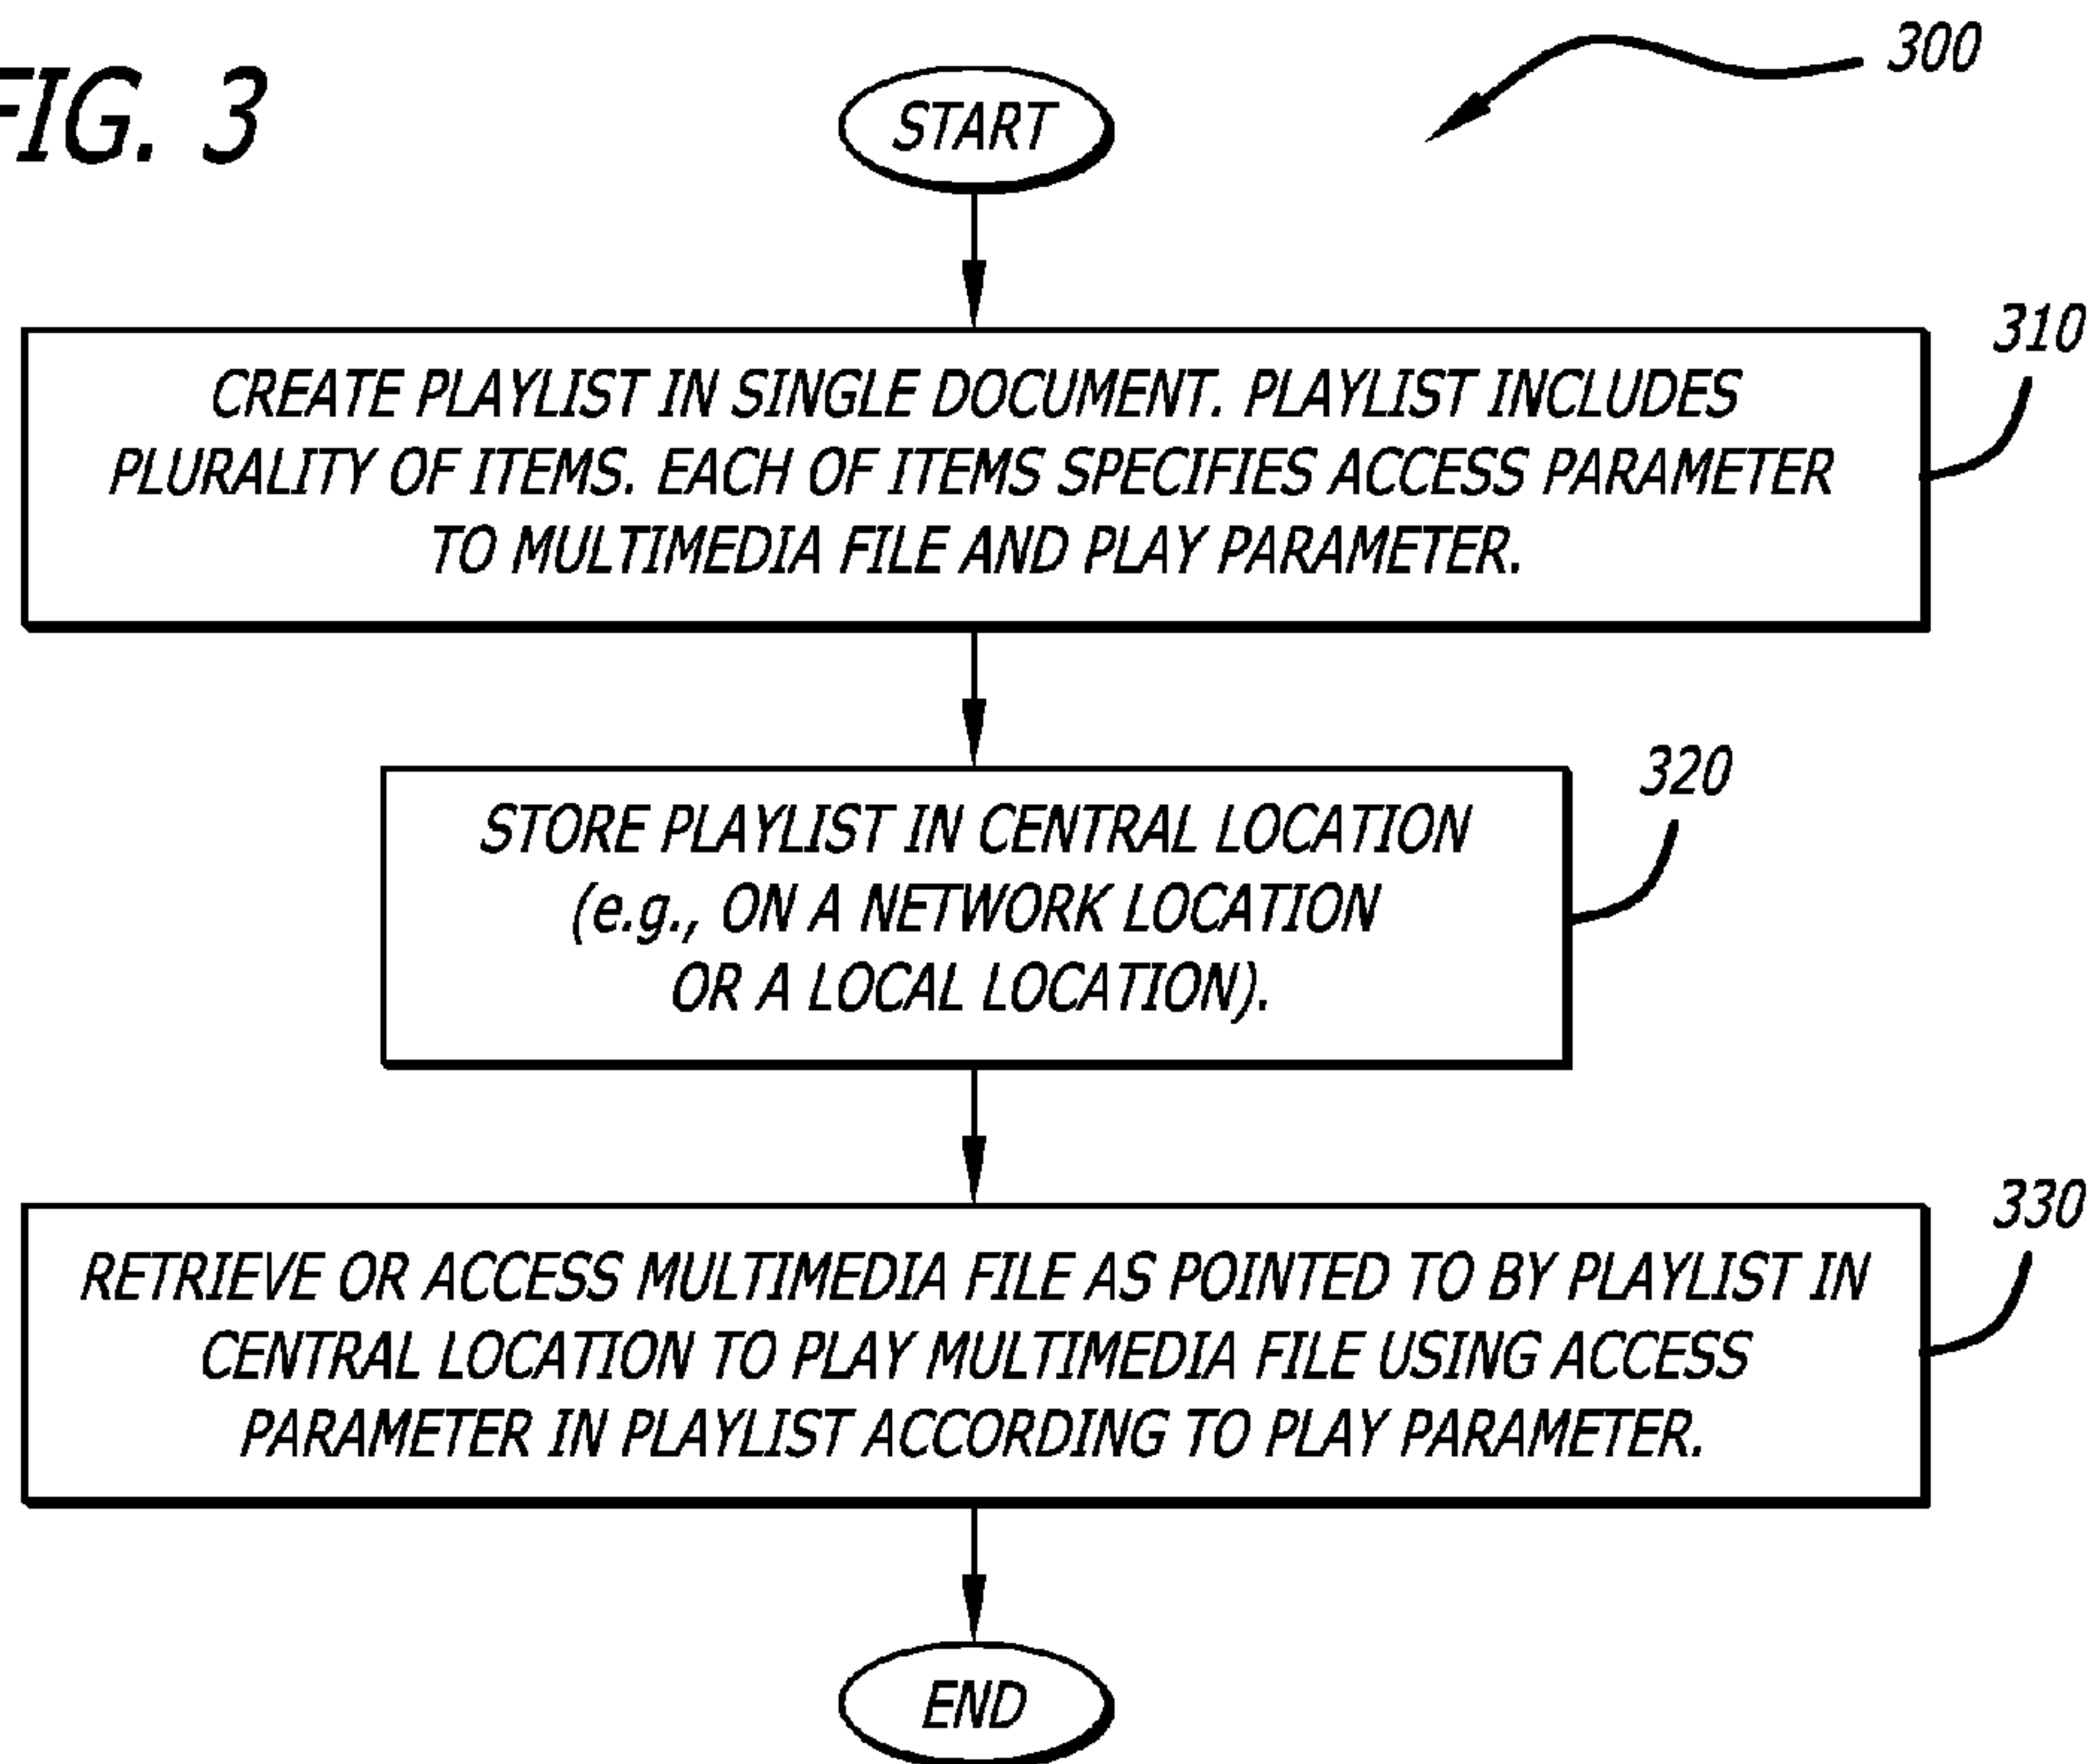 FIG. 3
300
START
310
CREATE PLAYLIST IN SINGLE DOCUMENT. PLAYLIST INCLUDES
PLURALITY OF ITEMS. EACH OF ITEMS SPECIFIES ACCESS PARAMETER
TO MULTIMEDIA FILE AND PLAY PARAMETER.
320
STORE PLAYLIST IN CENTRAL LOCATION
(e.g., ON A NETWORK LOCATION
OR A LOCAL LOCATION).
330
RETRIEVE OR ACCESS MULTIMEDIA FILE AS POINTED TO BY PLAYLIST IN
CENTRAL LOCATION TO PLAY MULTIMEDIA FILE USING ACCESS
PARAMETER IN PLAYLIST ACCORDING TO PLAY PARAMETER.
END